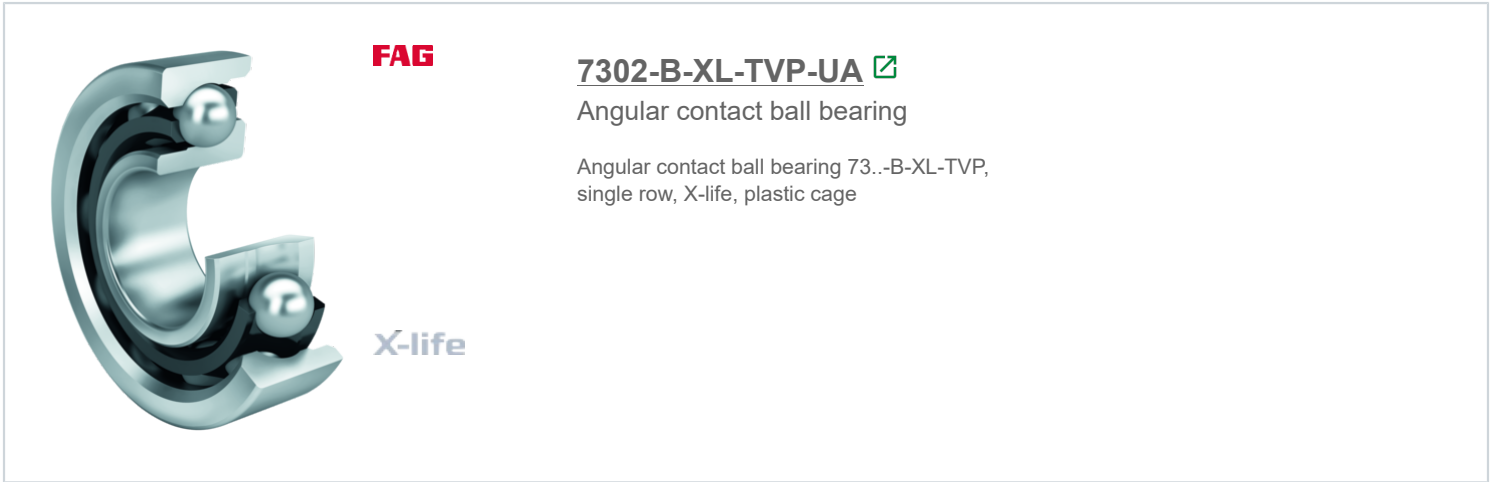 FAG
7302-B-XL-TVP-UA
Angular contact ball bearing
Angular contact ball bearing 73..-B-XL-TVP,
single row, X-life, plastic cage
X-life